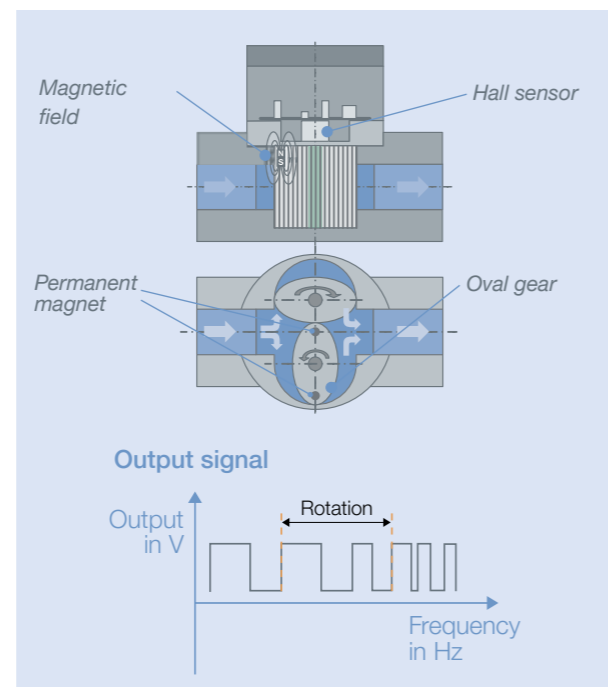 Magnetic
field
Hall sensor
N
S
Permanent
magnet
Oval gear
Output signal
Output
in V
Rotation
Frequency
in Hz